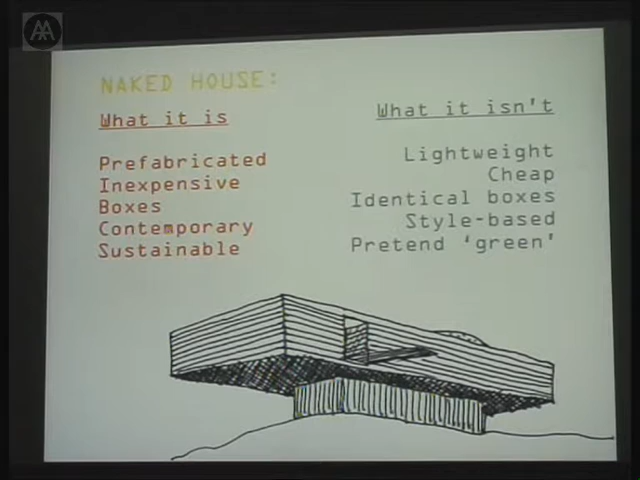 AA
NAKED HOUSE:
What it is
Prefabricated
Inexpensive
Boxes
Contemporary
Sustainable
What it isn't
Lightweight
Cheap
Identical boxes
Style-based
Pretend ‘green’